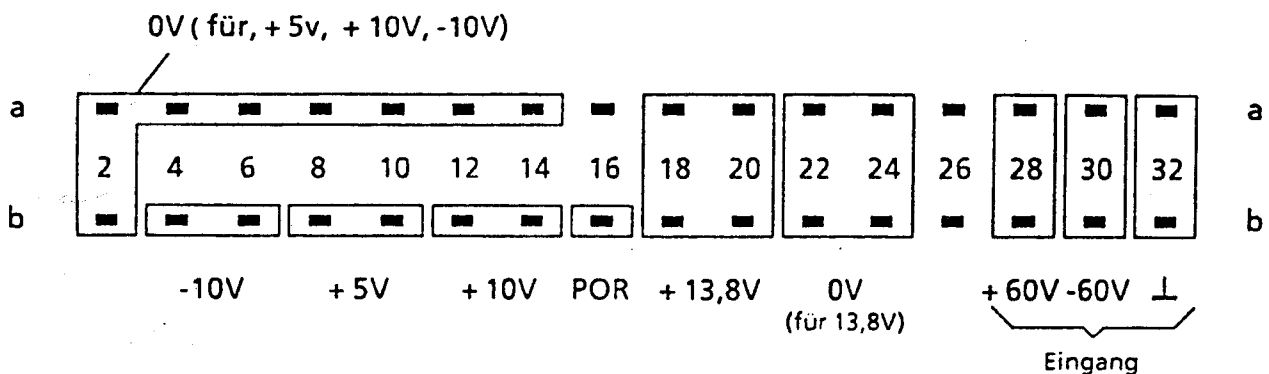 0V ( für, + 5v, + 10V, -10V)
a a
2 4 6 8 10 12 14 16 18 20 22 24 26 28 30 32
b b
-10V + 5V + 10V POR + 13,8V 0V + 60V -60V ⊥
(für 13,8V)
Eingang